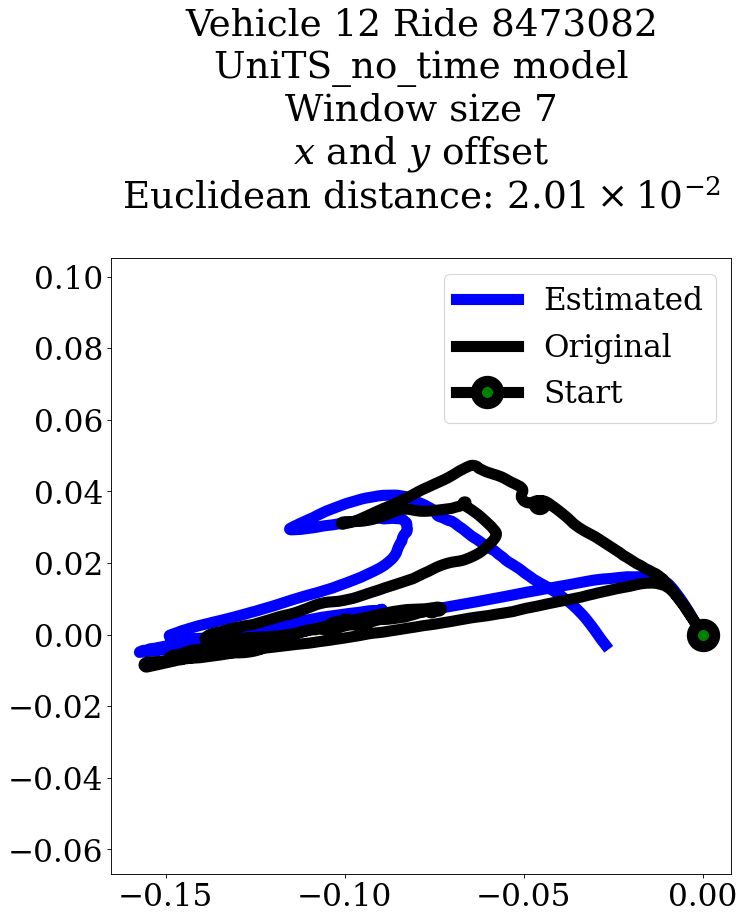 Vehicle 12 Ride 8473082
UniTS_no_time model
Window size 7
x and y offset
Euclidean distance: 2.01 × 10⁻²
Estimated
Original
Start
0.10
0.08
0.06
0.04
0.02
0.00
−0.02
−0.04
−0.06
−0.15 −0.10 −0.05 0.00